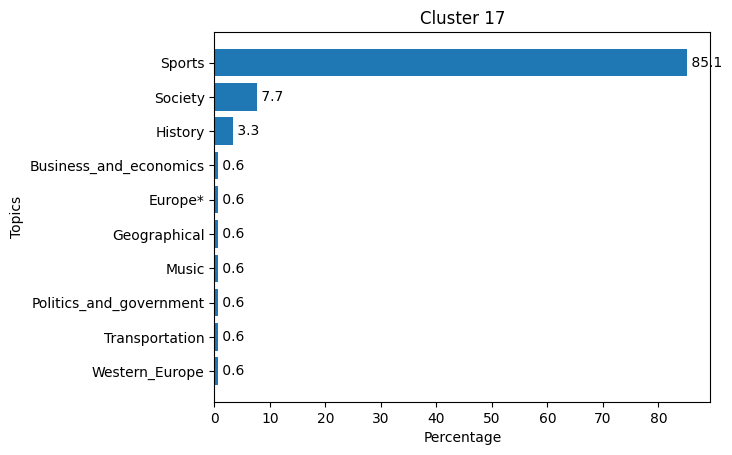 Cluster 17
Topics
Sports 85.1
Society 7.7
History 3.3
Business_and_economics 0.6
Europe* 0.6
Geographical 0.6
Music 0.6
Politics_and_government 0.6
Transportation 0.6
Western_Europe 0.6
0 10 20 30 40 50 60 70 80
Percentage